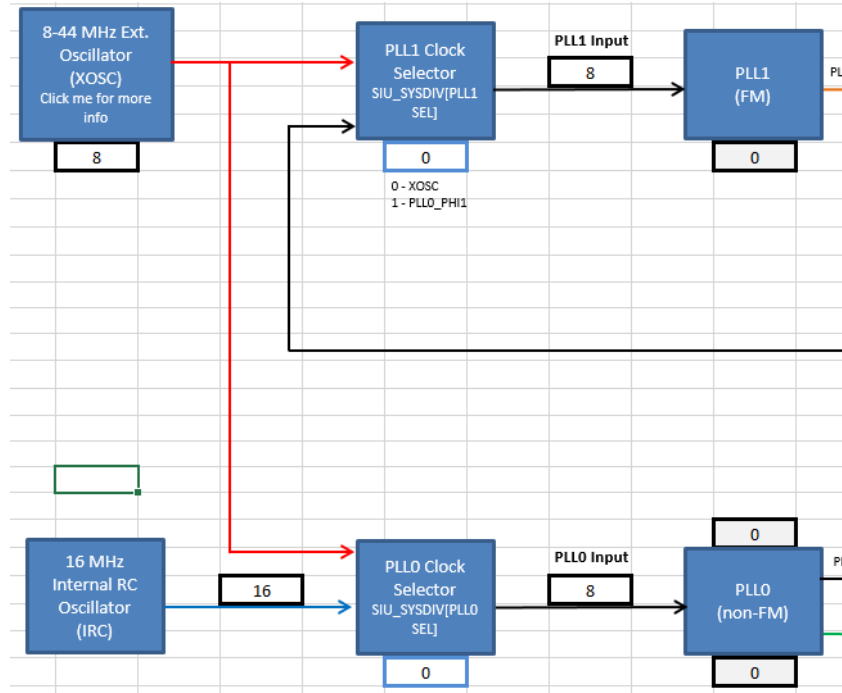 8-44 MHz Ext.
Oscillator
(XOSC)
Click me for more
info
8
PLL1 Clock
Selector
SIU_SYSDIV[PLL1
SEL]
0
0 - XOSC
1 - PLL0_PHI1
PLL1 Input
8
PLL1
(FM)
0
PL
16 MHz
Internal RC
Oscillator
(IRC)
16
PLL0 Clock
Selector
SIU_SYSDIV[PLL0
SEL]
0
PLL0 Input
8
0
PLL0
(non-FM)
0